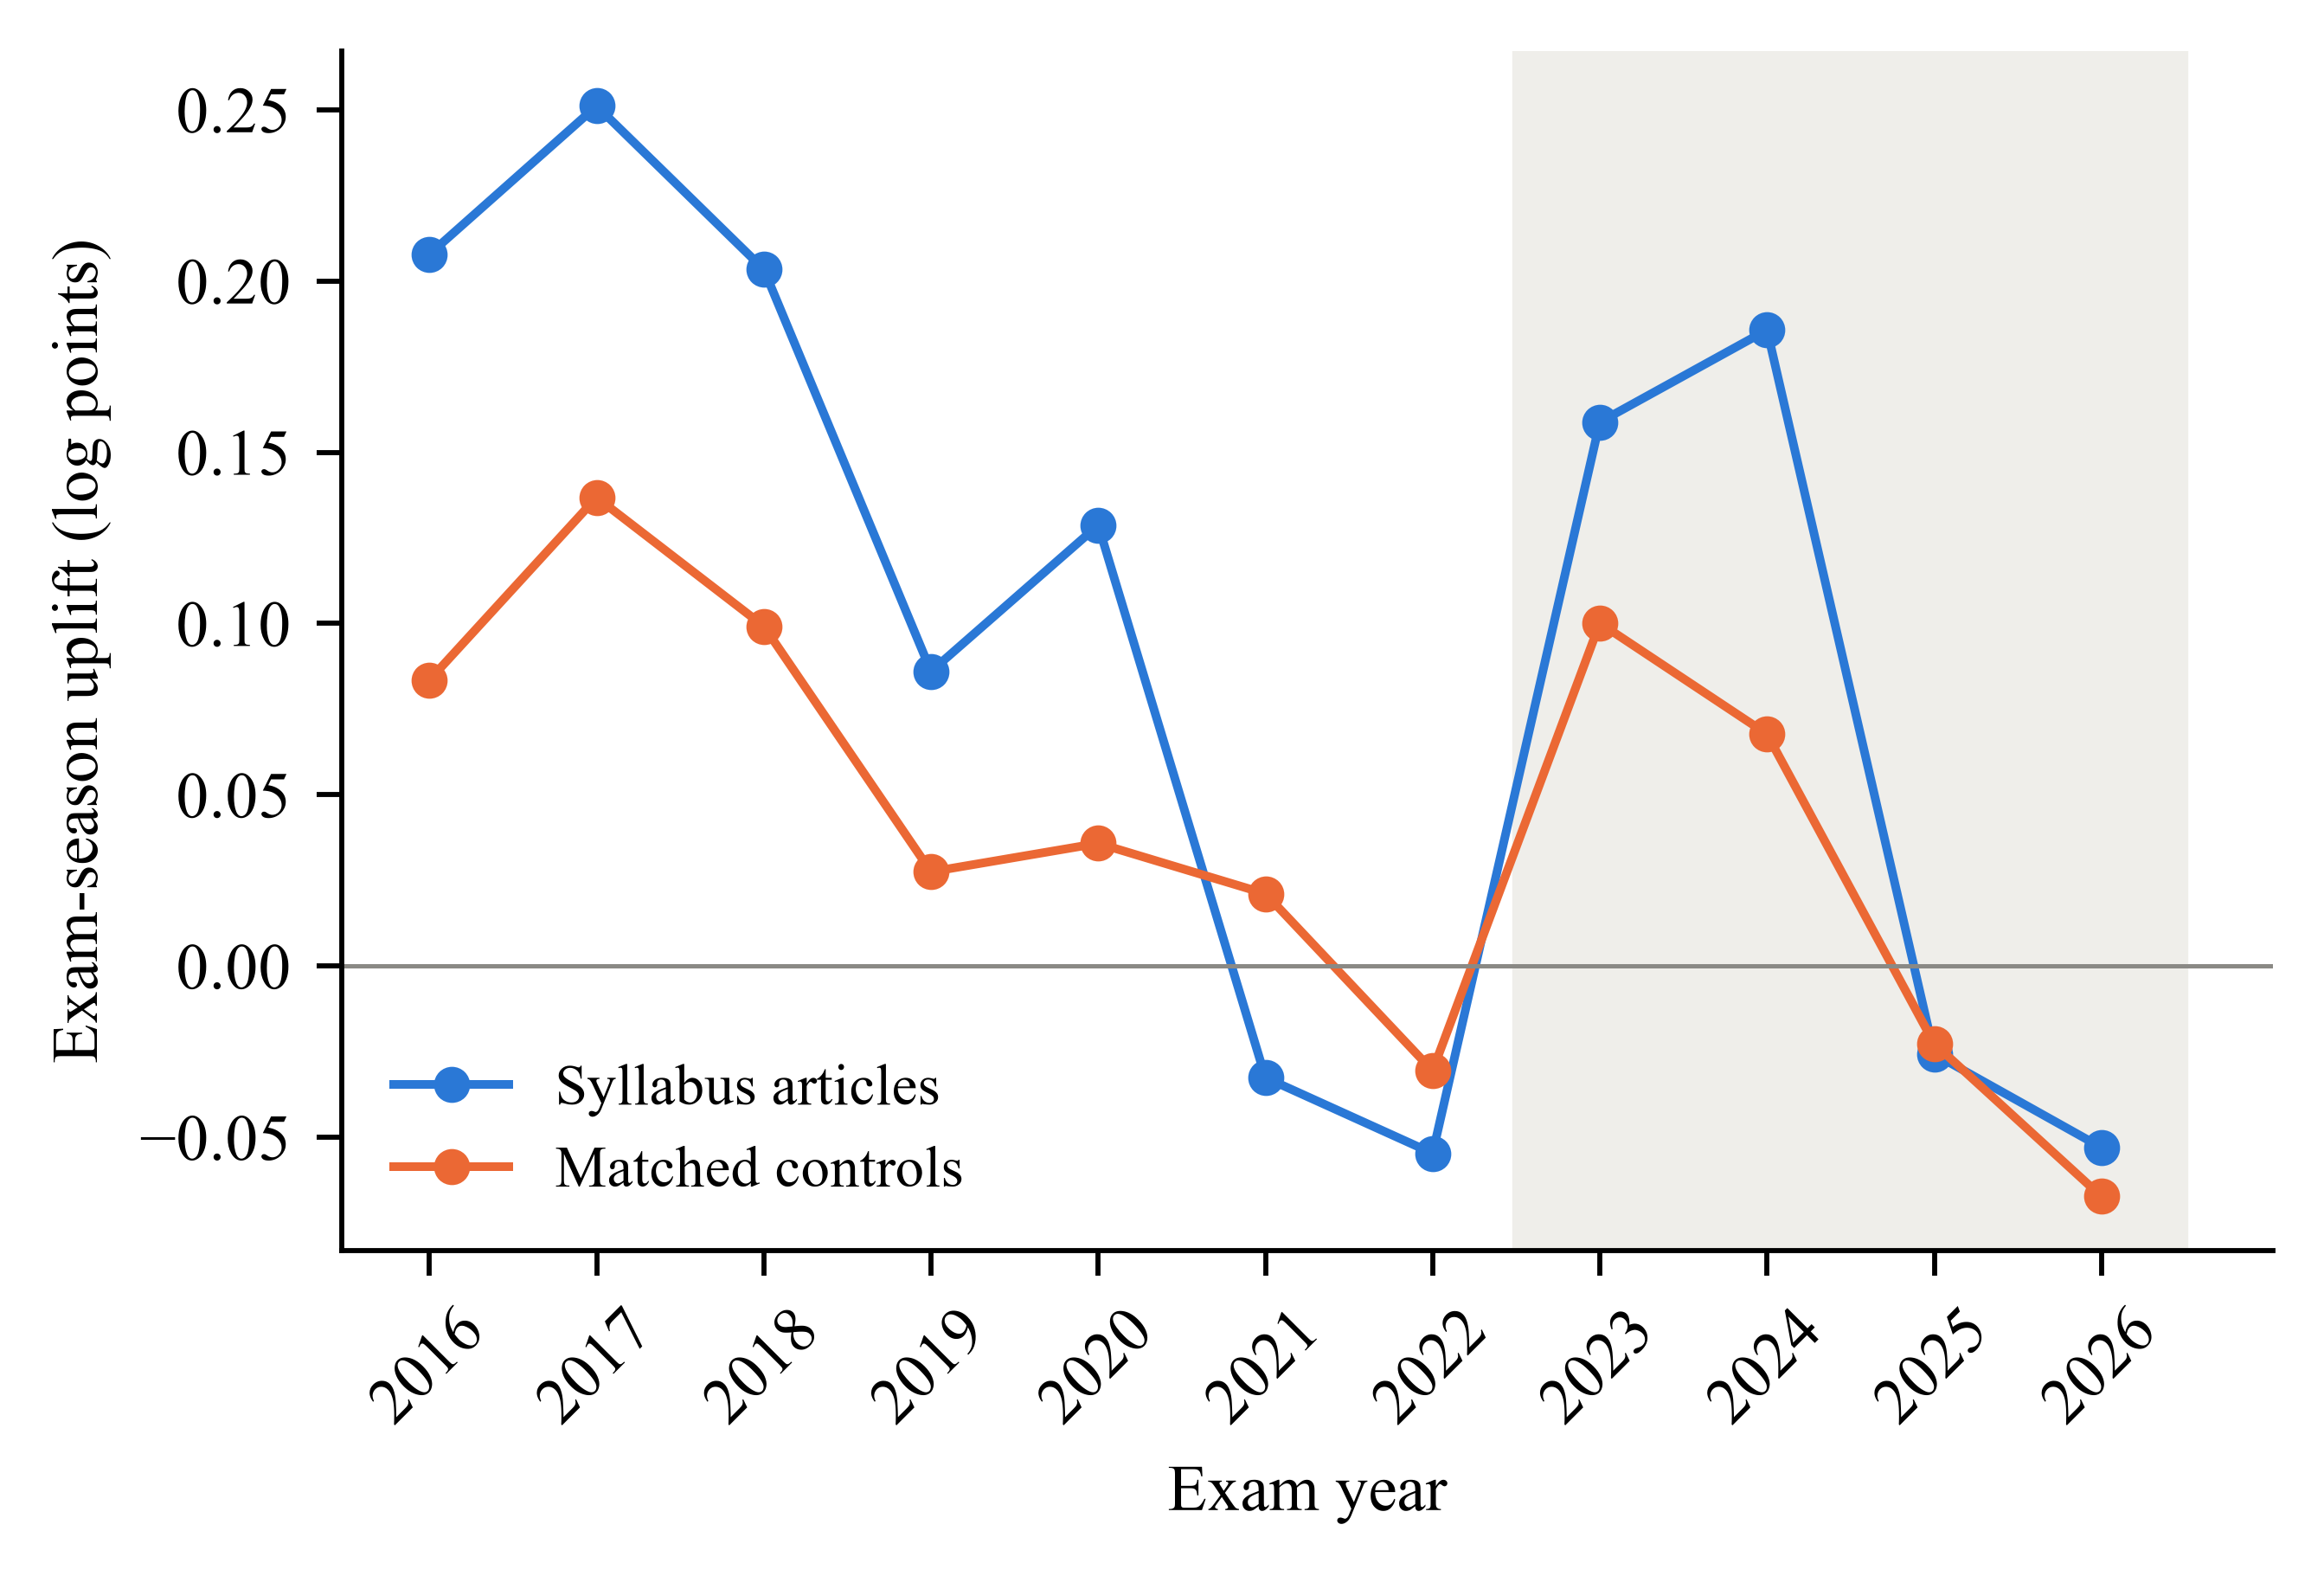 Exam-season uplift (log points)
0.25
0.20
0.15
0.10
0.05
0.00
−0.05
Syllabus articles
Matched controls
2016 2017 2018 2019 2020 2021 2022 2023 2024 2025 2026
Exam year